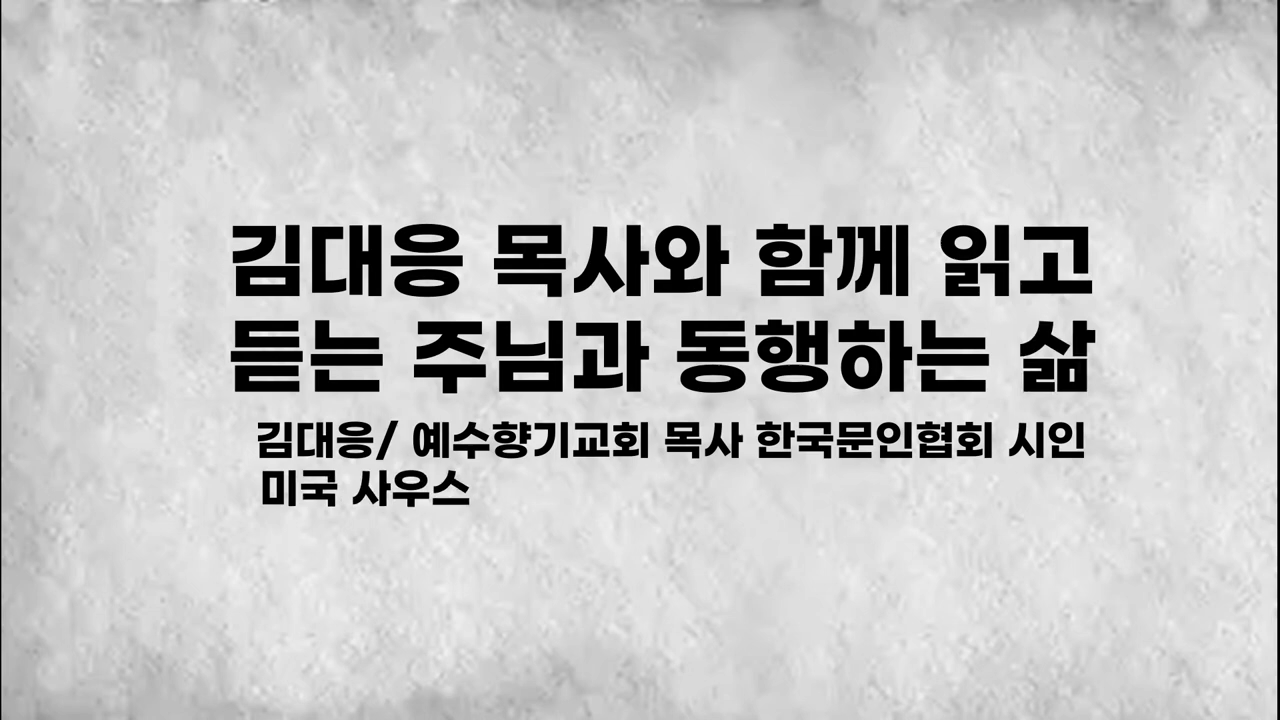 김대응 목사와 함께 읽고
듣는 주님과 동행하는 삶
김대응/ 예수향기교회 목사 한국문인협회 시인
미국 사우스